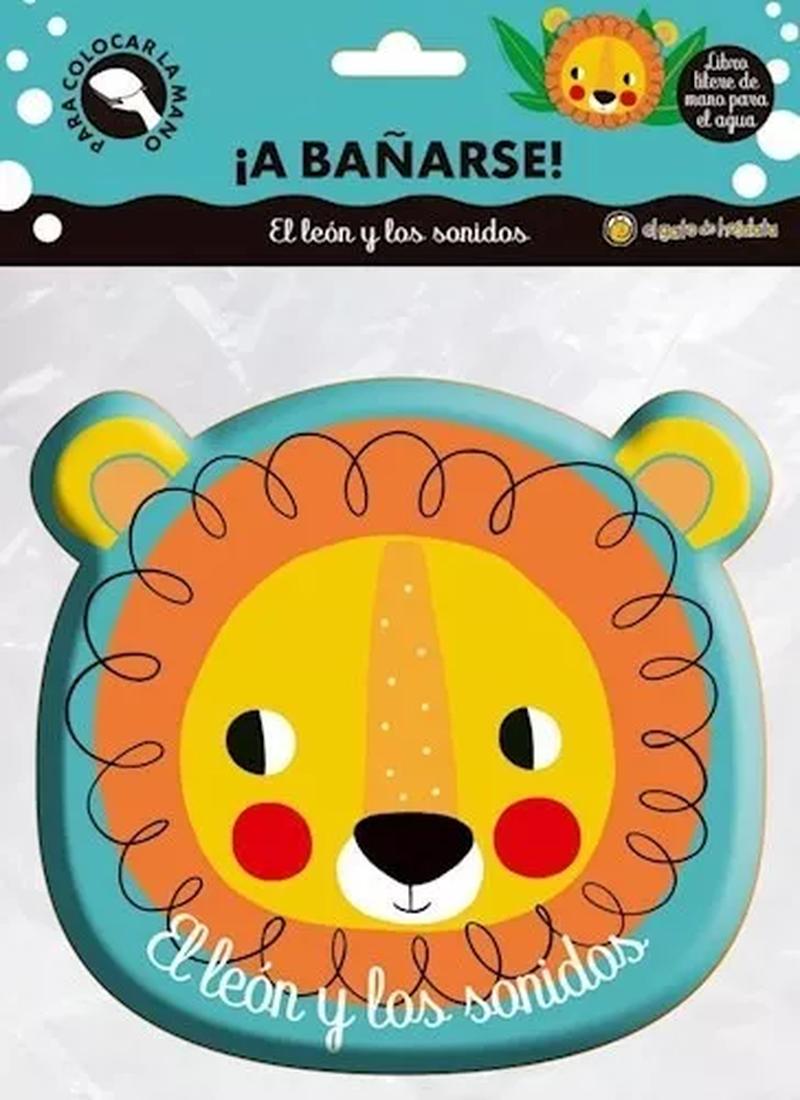 PARA COLOCAR LA MANO
Libro
títere de
mano para
el agua
¡A BAÑARSE!
El león y los sonidos
el gato de hojalata
El león y los sonidos